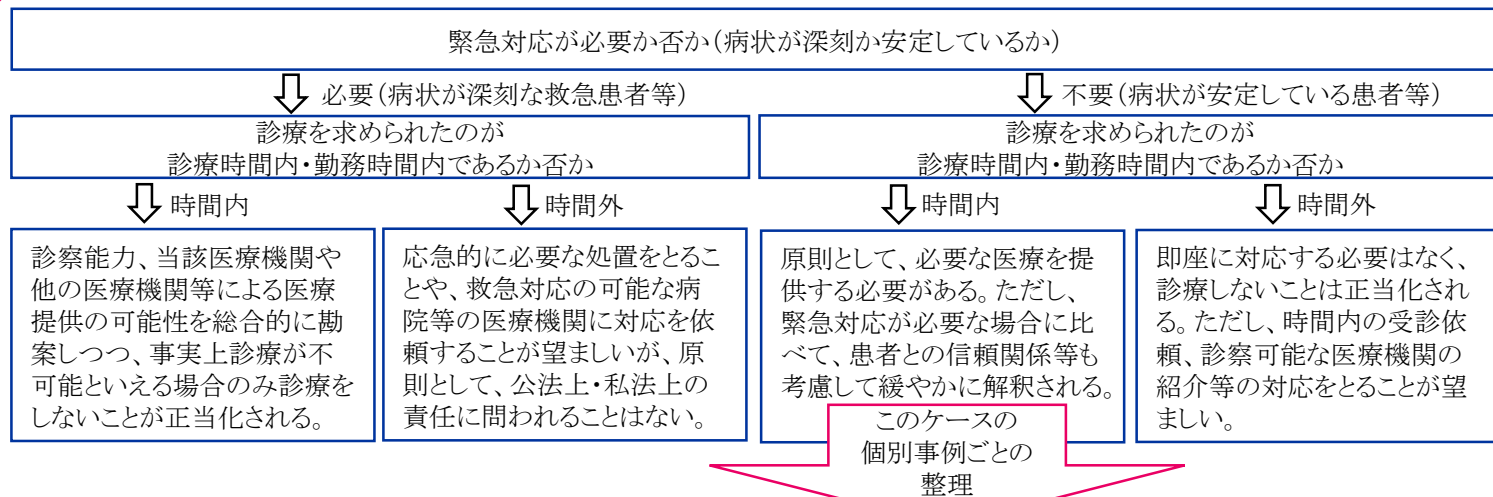 緊急対応が必要か否か(病状が深刻か安定しているか)
必要(病状が深刻な救急患者等)
不要(病状が安定している患者等)
診療を求められたのが
診療時間内・勤務時間内であるか否か
診療を求められたのが
診療時間内・勤務時間内であるか否か
時間内
時間外
時間内
時間外
診察能力、当該医療機関や
他の医療機関等による医療
提供の可能性を総合的に勘
案しつつ、事実上診療が不
可能といえる場合のみ診療を
しないことが正当化される。
応急的に必要な処置をとるこ
とや、救急対応の可能な病
院等の医療機関に対応を依
頼することが望ましいが、原
則として、公法上・私法上の
責任に問われることはない。
原則として、必要な医療を提
供する必要がある。ただし、
緊急対応が必要な場合に比
べて、患者との信頼関係等も
考慮して緩やかに解釈される。
即座に対応する必要はなく、
診療しないことは正当化され
る。ただし、時間内の受診依
頼、診察可能な医療機関の
紹介等の対応をとることが望
ましい。
このケースの
個別事例ごとの
整理